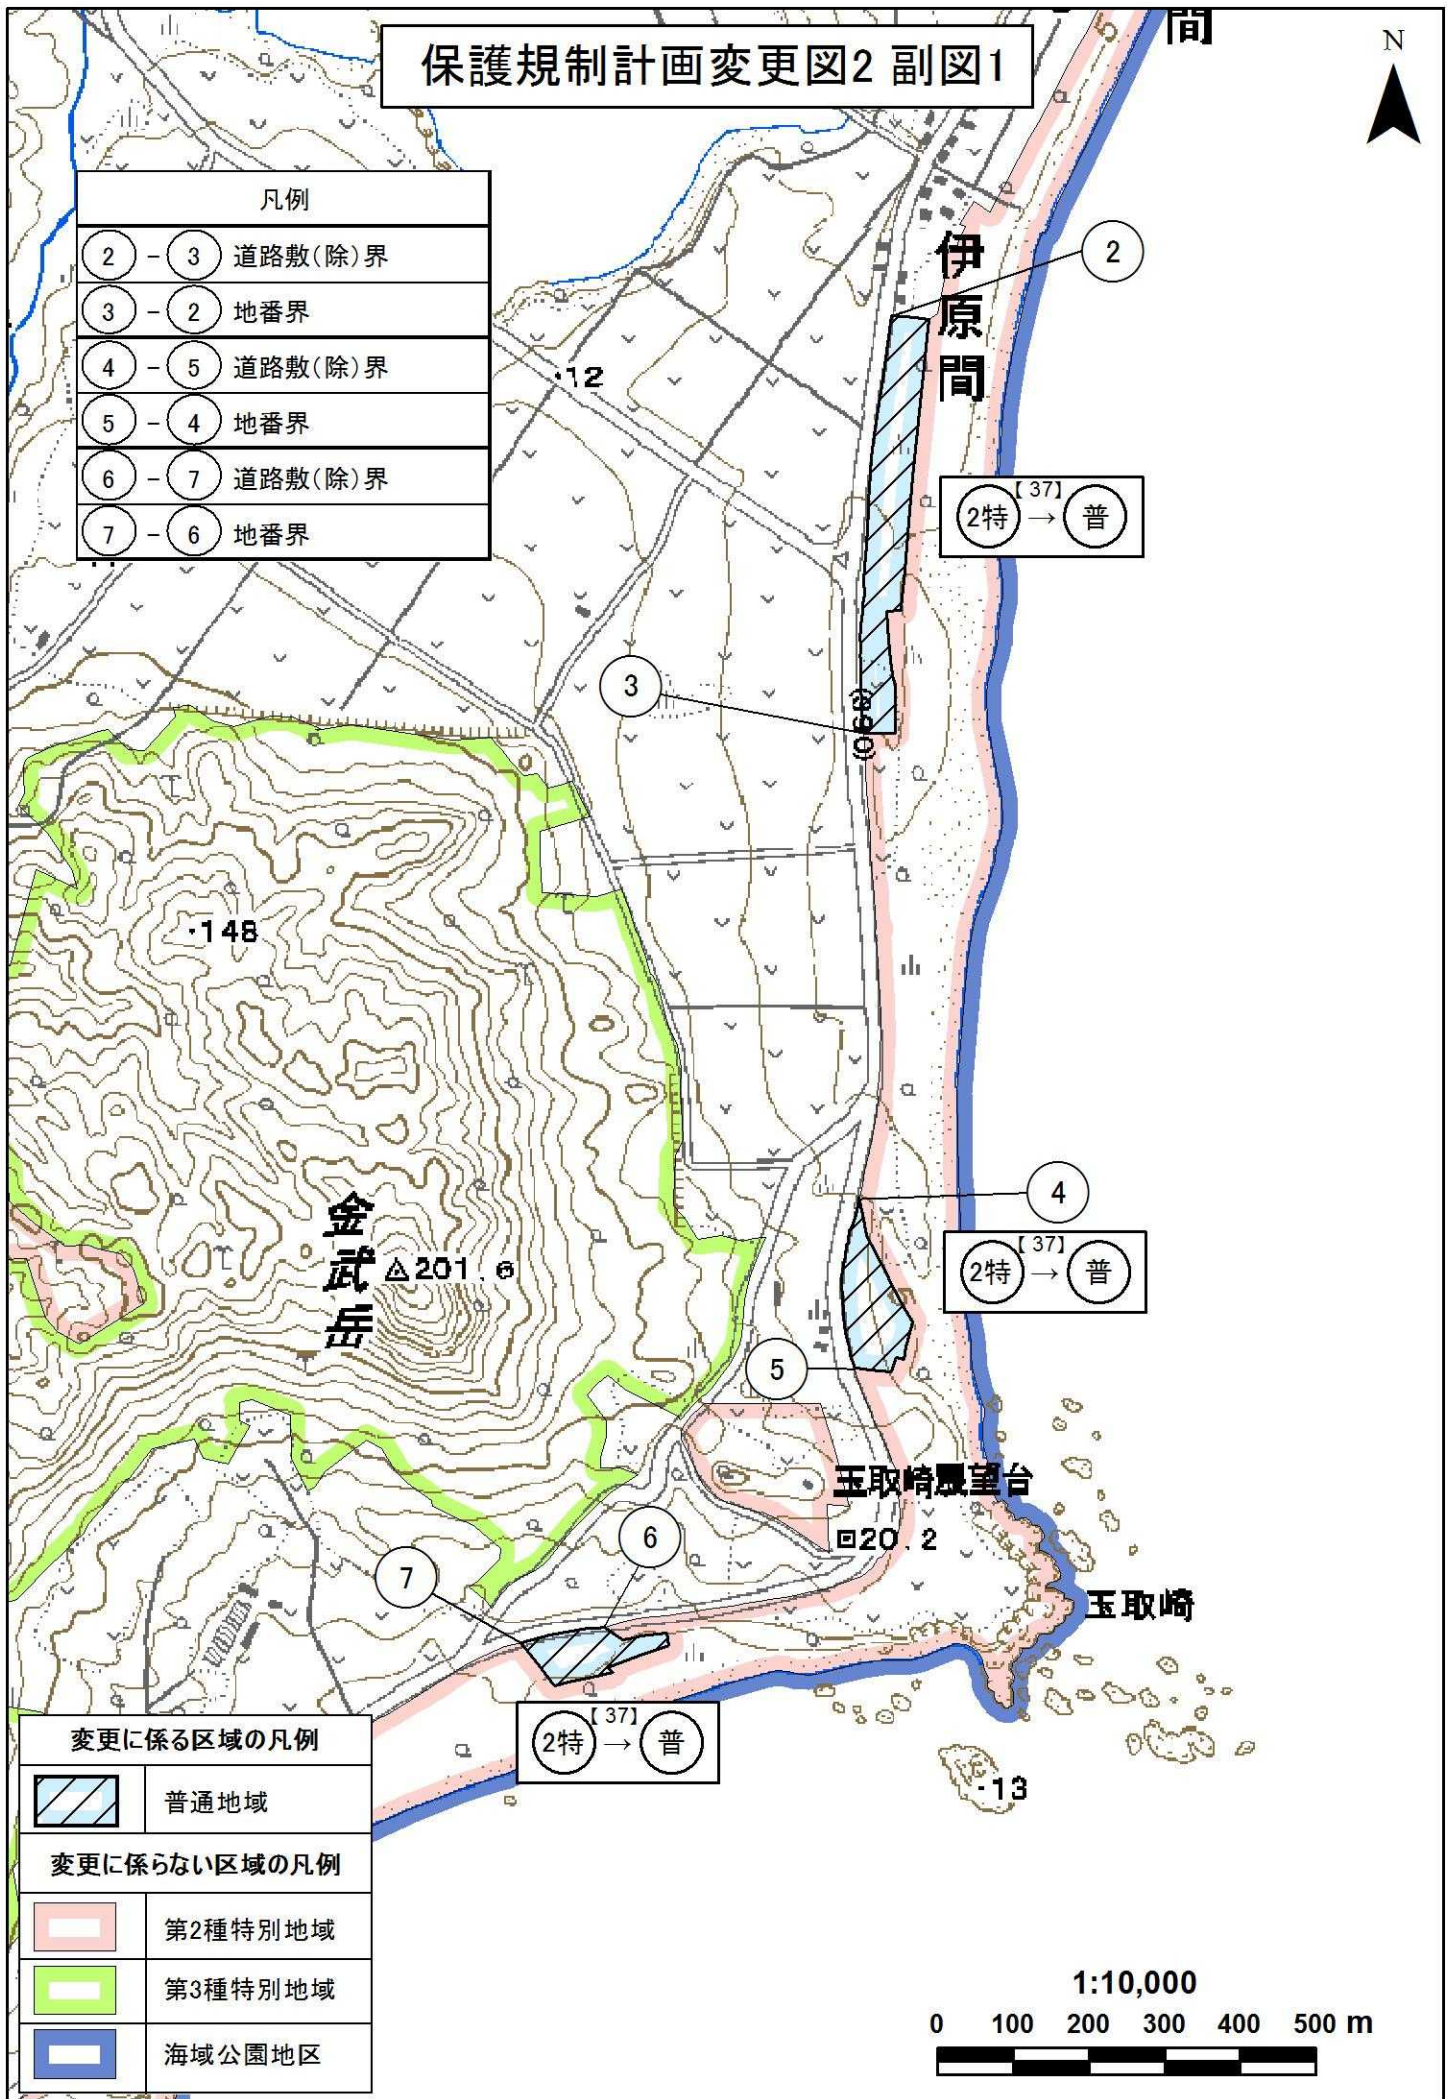 間
保護規制計画変更図2 副図1
N
5
凡例
2 - 3 道路敷(除)界
3 - 2 地番界
4 - 5 道路敷(除)界
5 - 4 地番界
6 - 7 道路敷(除)界
7 - 6 地番界
伊原間
2
・12
【37】
2特 → 普
3
(390)
・148
4
金武岳
201.6
【37】
2特 → 普
5
玉取崎展望台
20.2
6
7
玉取崎
【37】
2特 → 普
・13
変更に係る区域の凡例
普通地域
変更に係らない区域の凡例
第2種特別地域
第3種特別地域
海域公園地区
1:10,000
0 100 200 300 400 500 m